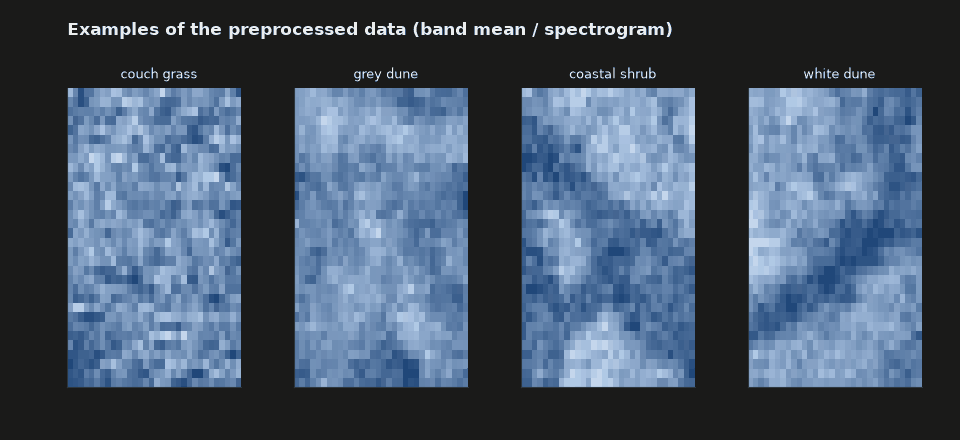 Examples of the preprocessed data (band mean / spectrogram)
couch grass
grey dune
coastal shrub
white dune